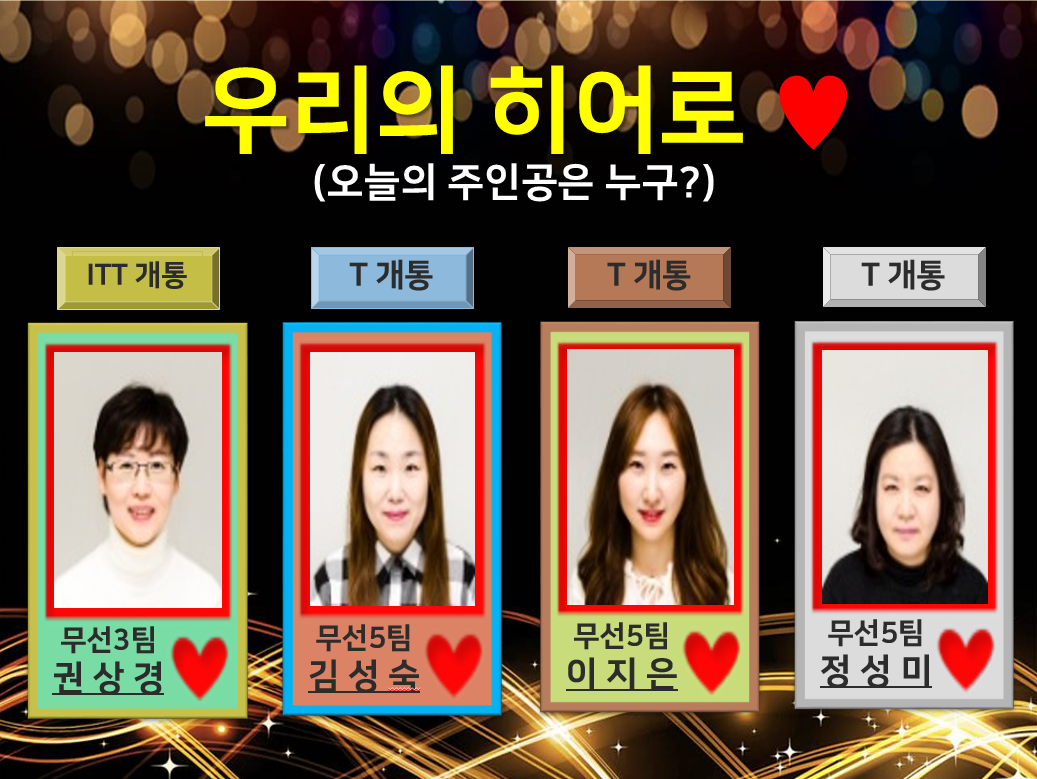 우리의 히어로
(오늘의 주인공은 누구?)
ITT 개통
T 개통
T 개통
T 개통
무선3팀
권 상 경
무선5팀
김 성 숙
무선5팀
이 지 은
무선5팀
정 성 미